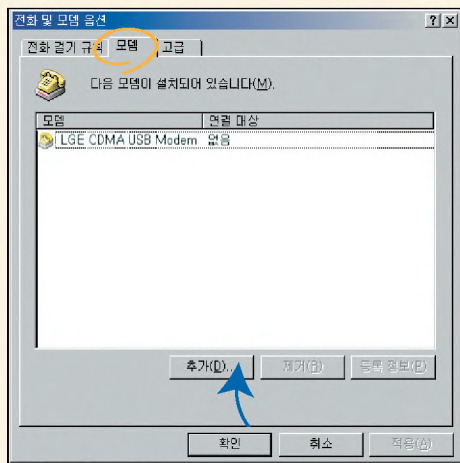 전화 및 모뎀 옵션
전화 걸기 규칙 모뎀 고급
다음 모뎀이 설치되어 있습니다(M).
모뎀 연결 대상
LGE CDMA USB Modem 없음
추가(D)... 제거(R) 등록 정보(P)
확인 취소 적용(A)